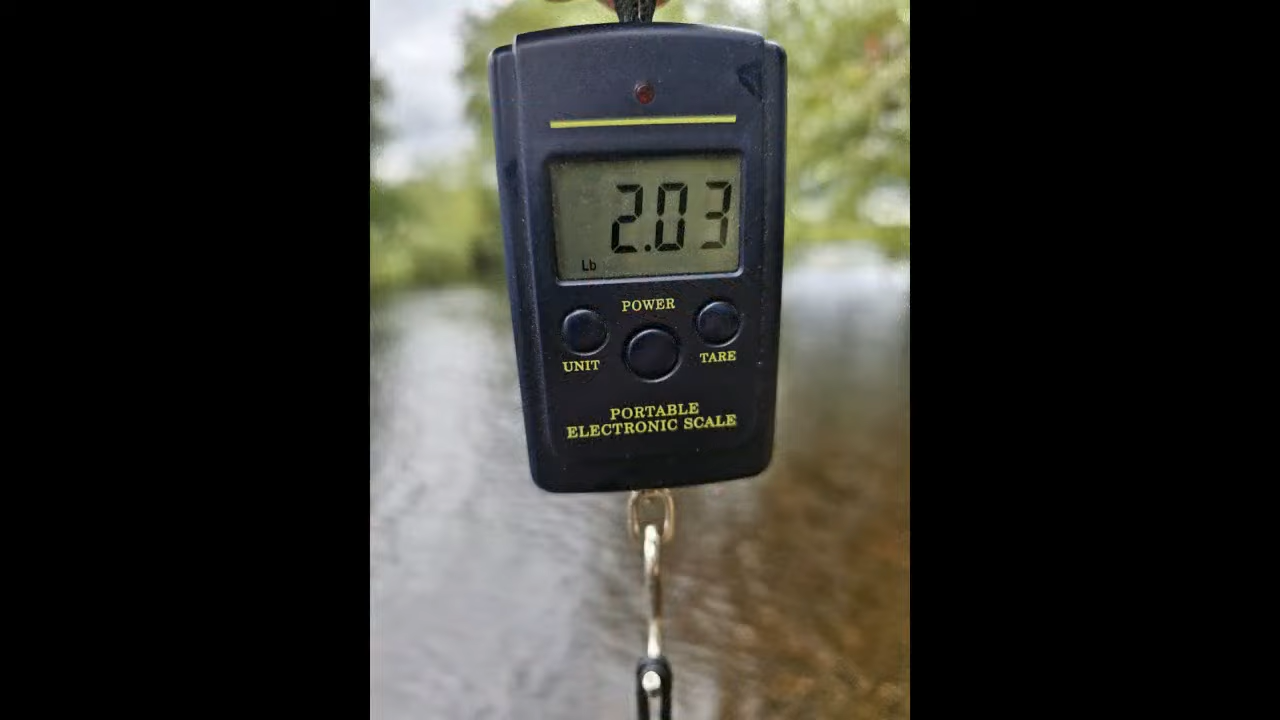 2.03
Lb
POWER
UNIT
TARE
PORTABLE
ELECTRONIC SCALE